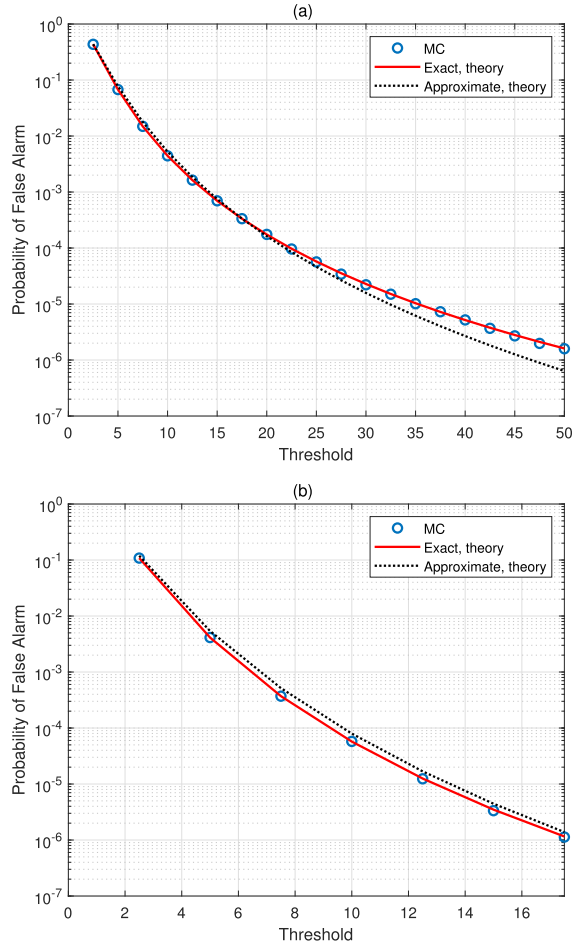 (a)
10^0
10^-1
10^-2
10^-3
10^-4
10^-5
10^-6
10^-7
Probability of False Alarm
MC
Exact, theory
Approximate, theory
0 5 10 15 20 25 30 35 40 45 50
Threshold
(b)
10^0
10^-1
10^-2
10^-3
10^-4
10^-5
10^-6
10^-7
Probability of False Alarm
MC
Exact, theory
Approximate, theory
0 2 4 6 8 10 12 14 16
Threshold